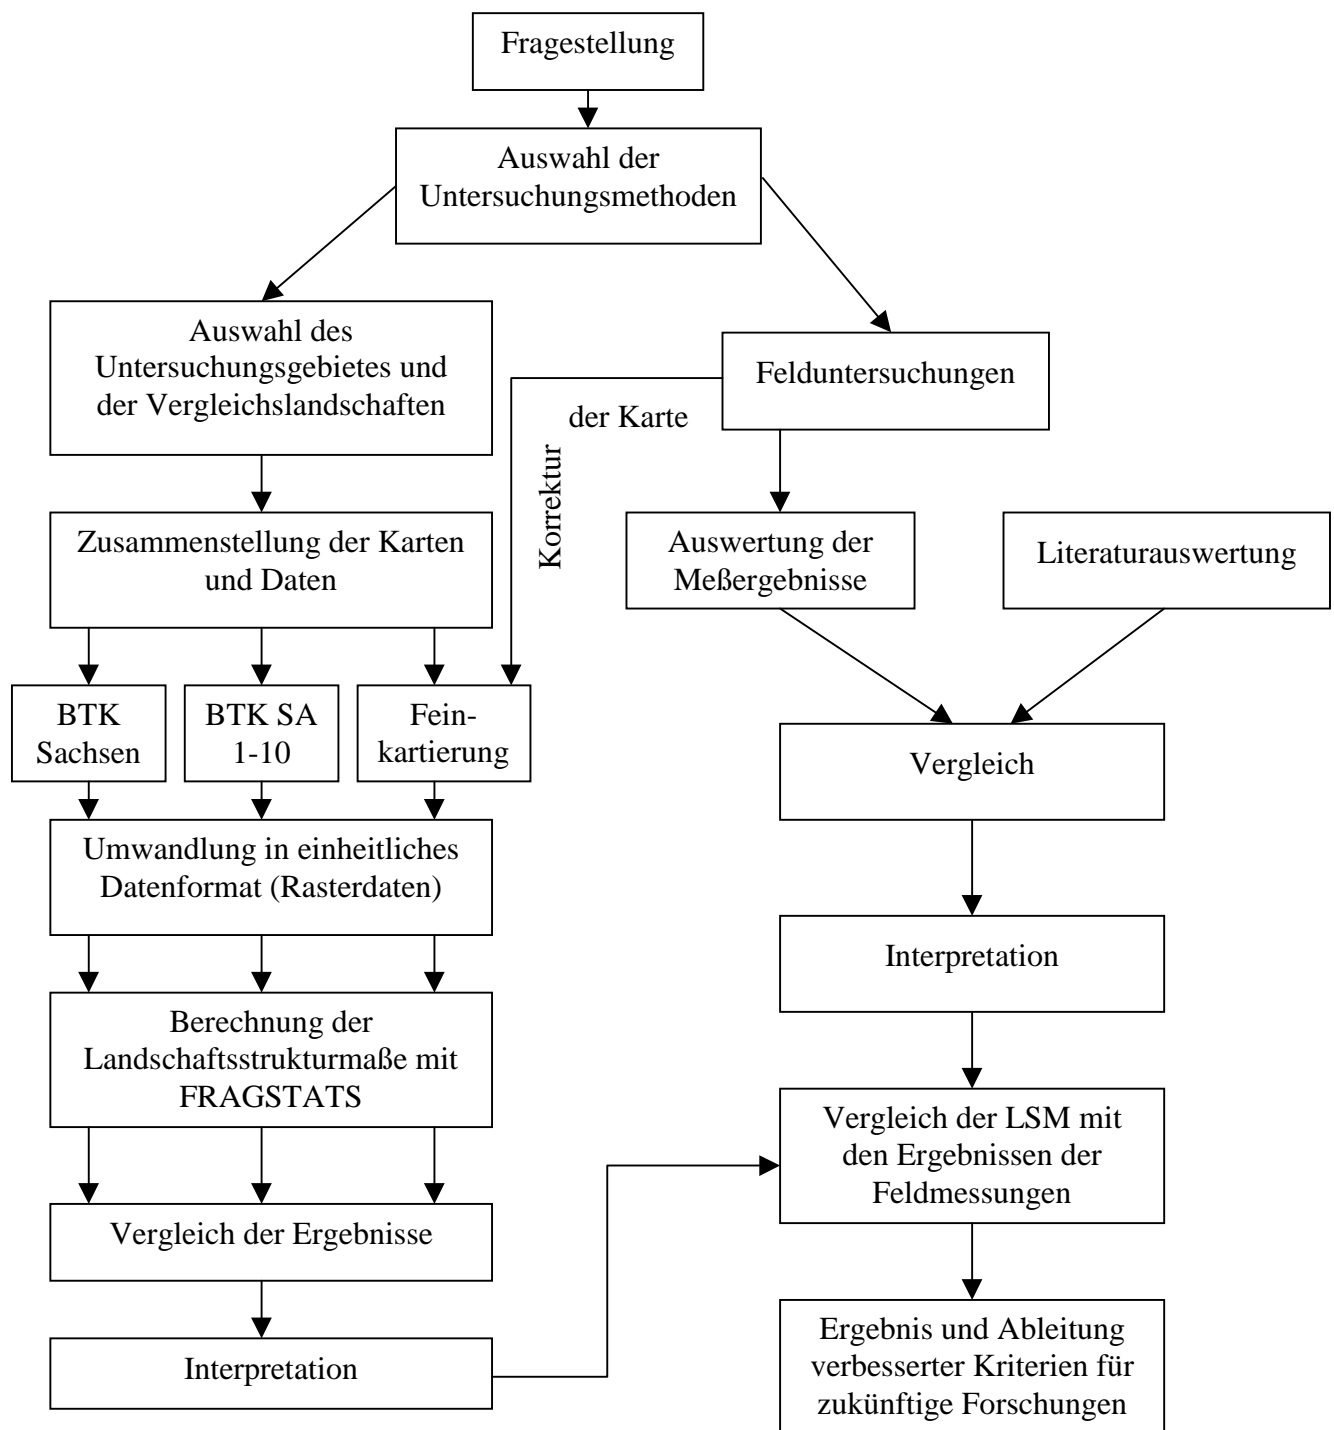 Fragestellung
Auswahl der
Untersuchungsmethoden
Auswahl des
Untersuchungsgebietes und
der Vergleichslandschaften
Felduntersuchungen
Korrektur
der Karte
Zusammenstellung der Karten
und Daten
Auswertung der
Meßergebnisse
Literaturauswertung
BTK
Sachsen
BTK SA
1-10
Fein-
kartierung
Vergleich
Umwandlung in einheitliches
Datenformat (Rasterdaten)
Interpretation
Berechnung der
Landschaftsstrukturmaße mit
FRAGSTATS
Vergleich der LSM mit
den Ergebnissen der
Feldmessungen
Vergleich der Ergebnisse
Interpretation
Ergebnis und Ableitung
verbesserter Kriterien für
zukünftige Forschungen